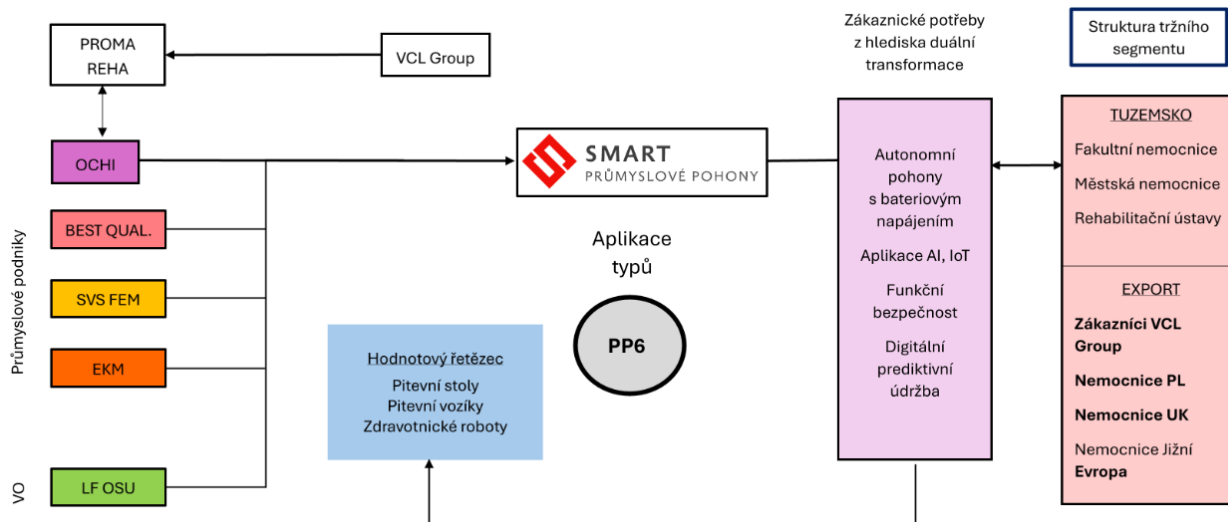 PROMA
REHA
VCL Group
Zákaznické potřeby
z hlediska duální
transformace
Struktura tržního
segmentu
OCHI
BEST QUAL.
SVS FEM
EKM
LF OSU
Průmyslové podniky
VO
SMART
PRŮMYSLOVÉ POHONY
Aplikace
typů
PP6
Hodnotový řetězec
Pitevní stoly
Pitevní vozíky
Zdravotnické roboty
Autonomní
pohony
s bateriovým
napájením
Aplikace AI, IoT
Funkční
bezpečnost
Digitální
prediktivní
údržba
TUZEMSKO
Fakultní nemocnice
Městská nemocnice
Rehabilitační ústavy
EXPORT
Zákazníci VCL
Group
Nemocnice PL
Nemocnice UK
Nemocnice Jižní
Evropa